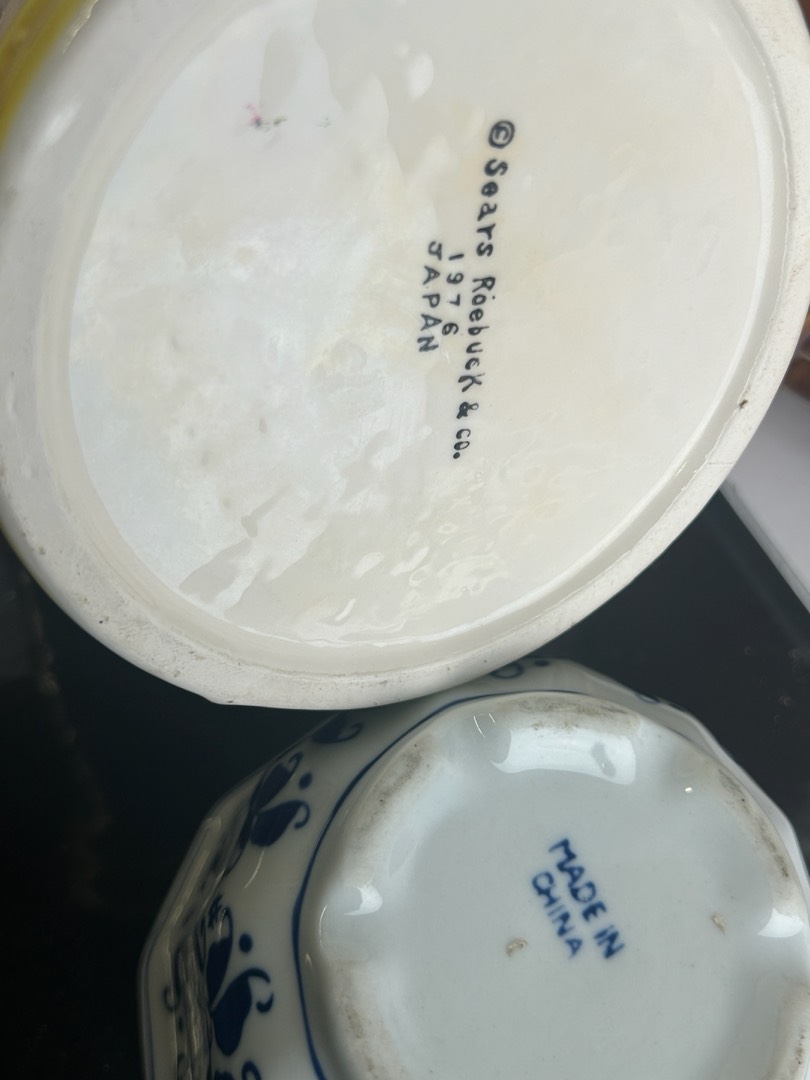 © Sears Roebuck & Co.
1976
JAPAN
MADE IN
CHINA